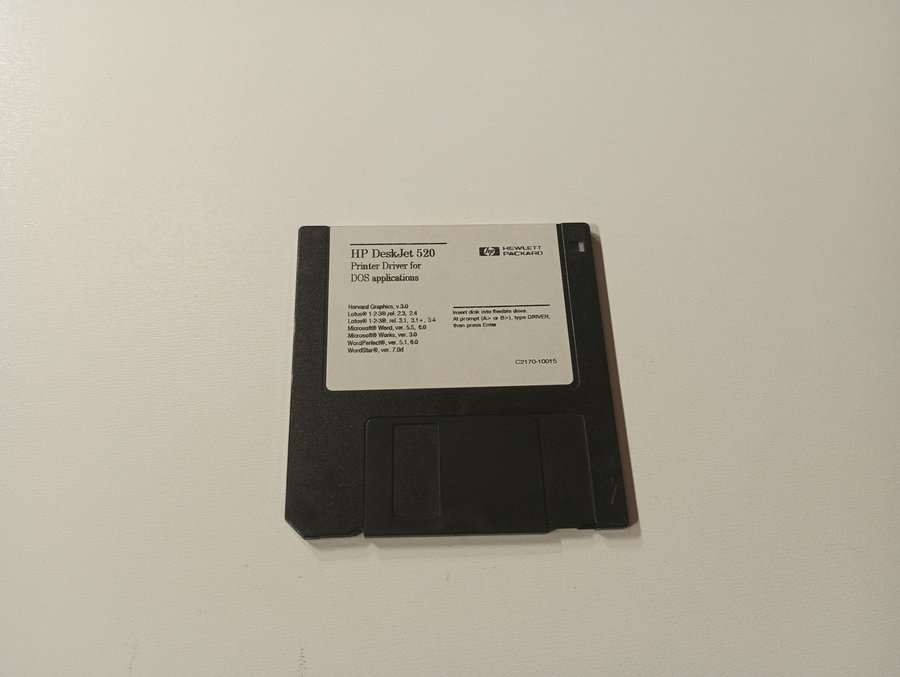 HP DeskJet 520
Printer Driver for
DOS applications
hp HEWLETT
PACKARD
Harvard Graphics, v.3.0
Lotus® 1-2-3®,rel. 2.3, 2.4
Lotus® 1-2-3®, rel. 3.1, 3.1+, 3.4
Microsoft® Word, ver. 5.5, 6.0
Microsoft® Works, ver. 3.0
WordPerfect®, ver. 5.1, 6.0
WordStar®, ver. 7.0d
Insert disk into flexible drive.
At prompt (A> or B>), type DRIVER,
then press Enter
C2170-10015